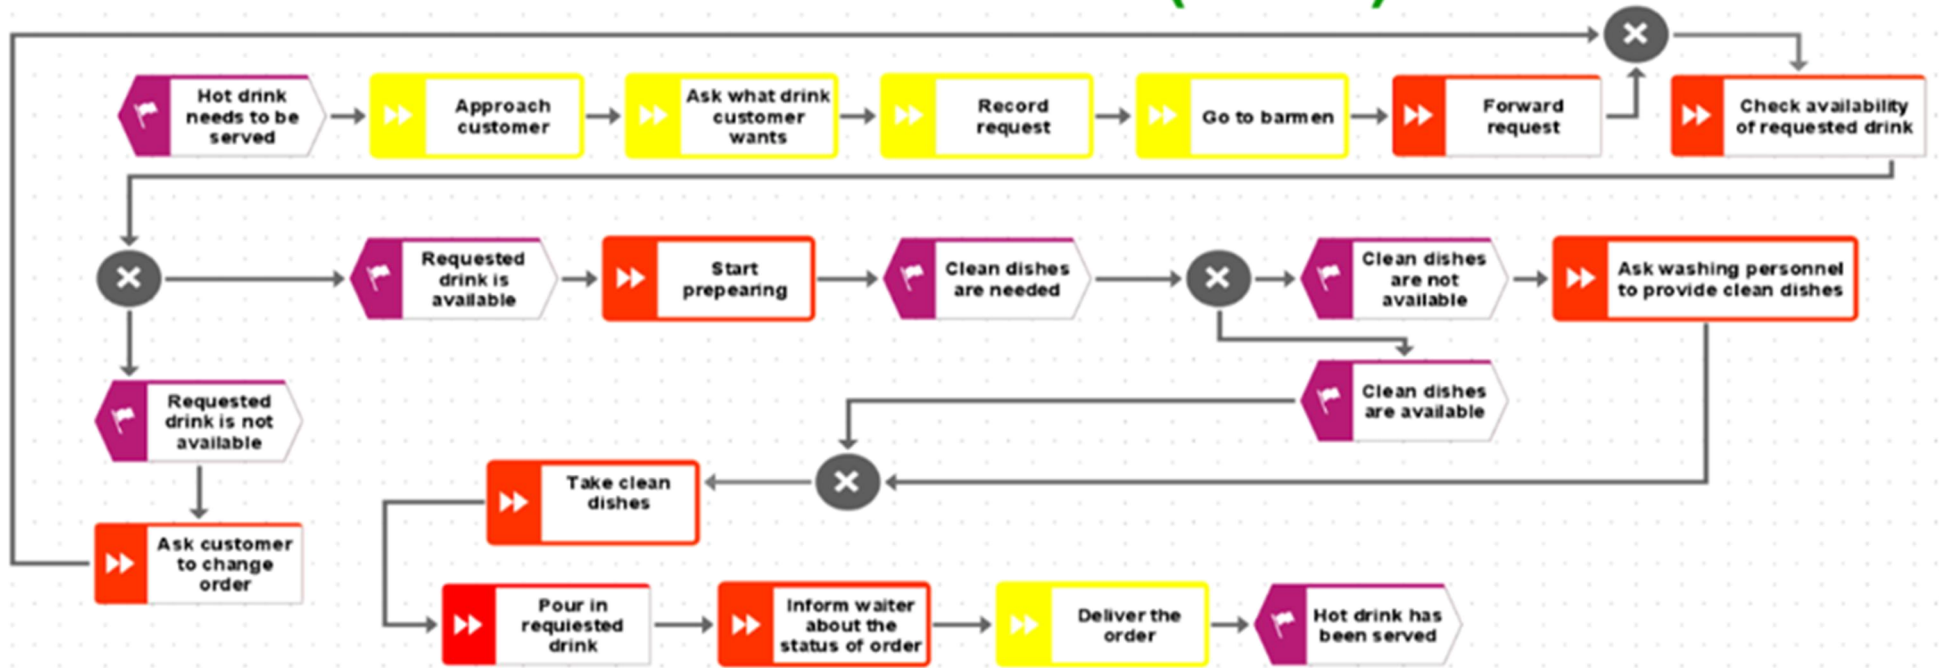 Hot drink
needs to be
served
Approach
customer
Ask what drink
customer
wants
Record
request
Go to barmen
Forward
request
Check availability
of requested drink
Requested
drink is
available
Start
prepearing
Clean dishes
are needed
Clean dishes
are not
available
Ask washing personnel
to provide clean dishes
Requested
drink is not
available
Clean dishes
are available
Take clean
dishes
Ask customer
to change
order
Pour in
requiested
drink
Inform waiter
about the
status of order
Deliver the
order
Hot drink has
been served